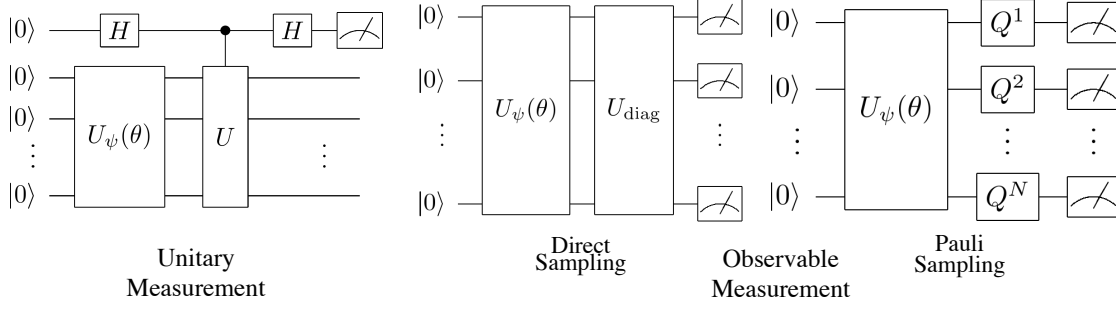 |0⟩ H H
|0⟩
|0⟩
⋮ U_ψ(θ) U ⋮
|0⟩
Unitary
Measurement
|0⟩
|0⟩
⋮ U_ψ(θ) U_diag ⋮
|0⟩
Direct
Sampling
Observable
Measurement
|0⟩ Q^1
|0⟩ Q^2
⋮ U_ψ(θ) ⋮ ⋮
|0⟩ Q^N
Pauli
Sampling